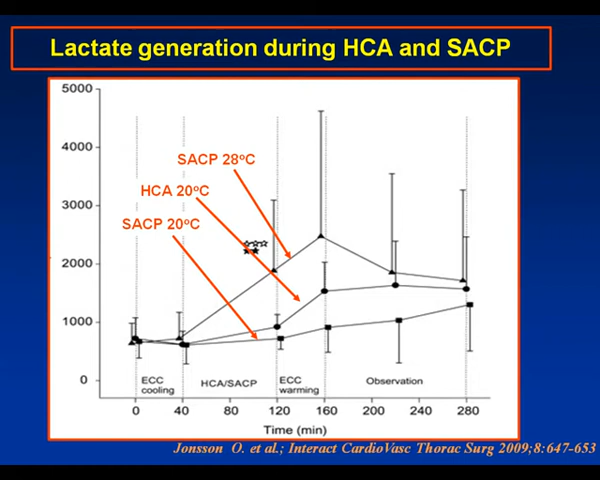 Lactate generation during HCA and SACP
5000
4000
3000
2000
1000
0
SACP 28ºC
HCA 20ºC
SACP 20ºC
ECC
cooling
HCA/SACP
ECC
warming
Observation
0 40 80 120 160 200 240 280
Time (min)
Jonsson O. et al.; Interact CardioVasc Thorac Surg 2009;8:647-653